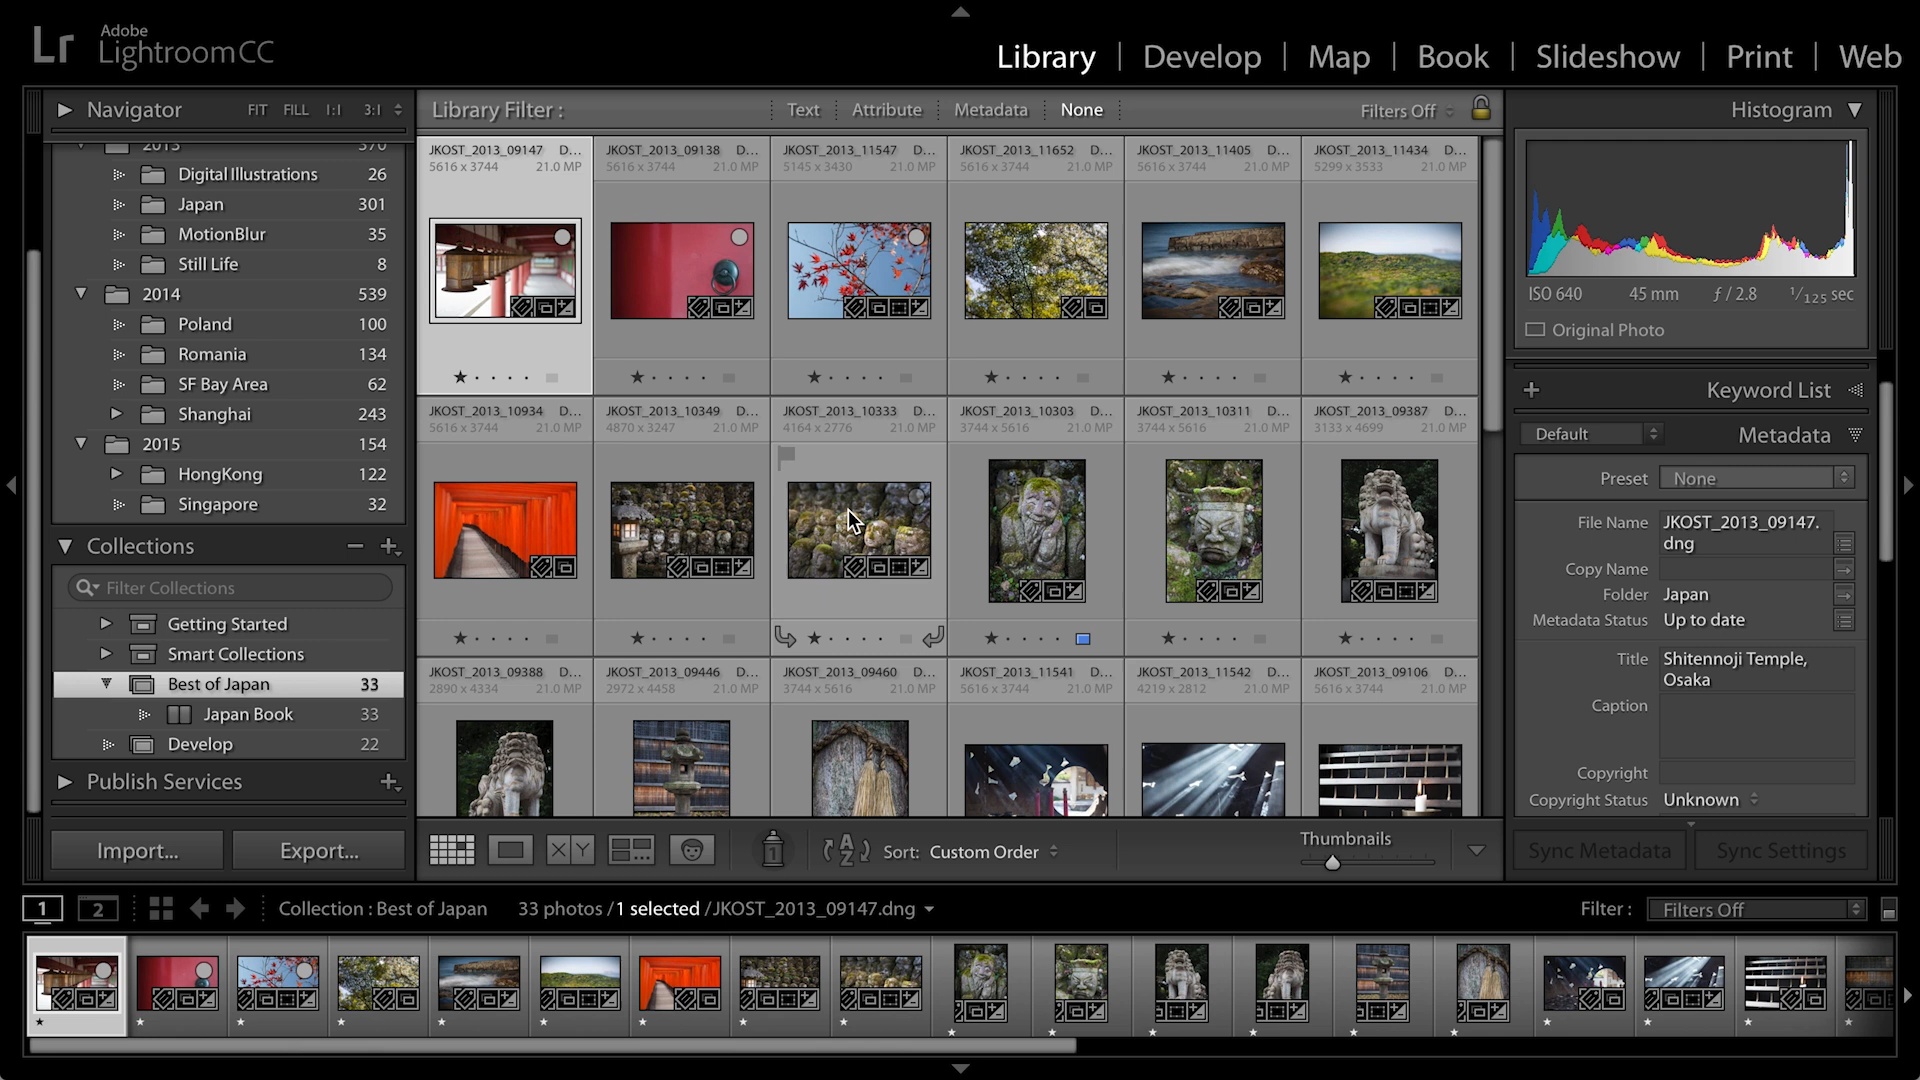 Lr Adobe
Lightroom CC
Library | Develop | Map | Book | Slideshow | Print | Web
Navigator FIT FILL 1:1 3:1
2013 370
Digital Illustrations 26
Japan 301
MotionBlur 35
Still Life 8
2014 539
Poland 100
Romania 134
SF Bay Area 62
Shanghai 243
2015 154
HongKong 122
Singapore 32
Collections
Filter Collections
Getting Started
Smart Collections
Best of Japan 33
Japan Book 33
Develop 22
Publish Services
Import... Export...
Library Filter : Text Attribute Metadata None Filters Off
JKOST_2013_09147 D... JKOST_2013_09138 D... JKOST_2013_11547 D... JKOST_2013_11652 D... JKOST_2013_11405 D... JKOST_2013_11434 D...
5616 x 3744 21.0 MP 5616 x 3744 21.0 MP 5145 x 3430 21.0 MP 5616 x 3744 21.0 MP 5616 x 3744 21.0 MP 5299 x 3533 21.0 MP
JKOST_2013_10934 D... JKOST_2013_10349 D... JKOST_2013_10333 D... JKOST_2013_10303 D... JKOST_2013_10311 D... JKOST_2013_09387 D...
5616 x 3744 21.0 MP 4870 x 3247 21.0 MP 4164 x 2776 21.0 MP 3744 x 5616 21.0 MP 3744 x 5616 21.0 MP 3133 x 4699 21.0 MP
JKOST_2013_09388 D... JKOST_2013_09446 D... JKOST_2013_09460 D... JKOST_2013_11541 D... JKOST_2013_11542 D... JKOST_2013_09106 D...
2890 x 4334 21.0 MP 2972 x 4458 21.0 MP 3744 x 5616 21.0 MP 5616 x 3744 21.0 MP 4219 x 2812 21.0 MP 5616 x 3744 21.0 MP
X Y 1 A Z Sort: Custom Order Thumbnails
Histogram
ISO 640 45 mm ƒ / 2.8 1/125 sec
Original Photo
Keyword List
Default Metadata
Preset None
File Name JKOST_2013_09147.
dng
Copy Name
Folder Japan
Metadata Status Up to date
Title Shitennoji Temple,
Osaka
Caption
Copyright
Copyright Status Unknown
Sync Metadata Sync Settings
1 2 Collection : Best of Japan 33 photos / 1 selected / JKOST_2013_09147.dng Filter : Filters Off